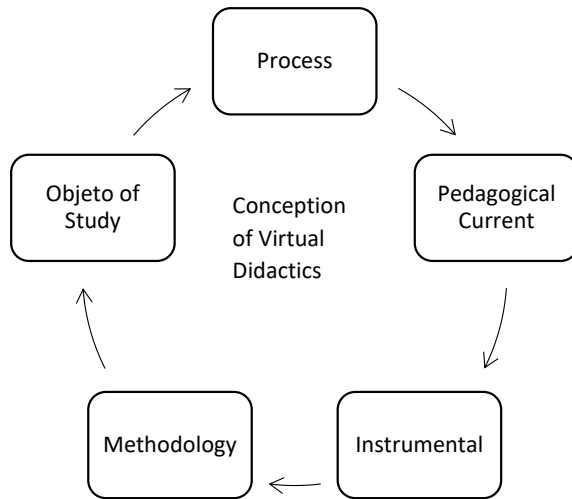 Process
Objeto of
Study
Pedagogical
Current
Conception
of Virtual
Didactics
Methodology
Instrumental